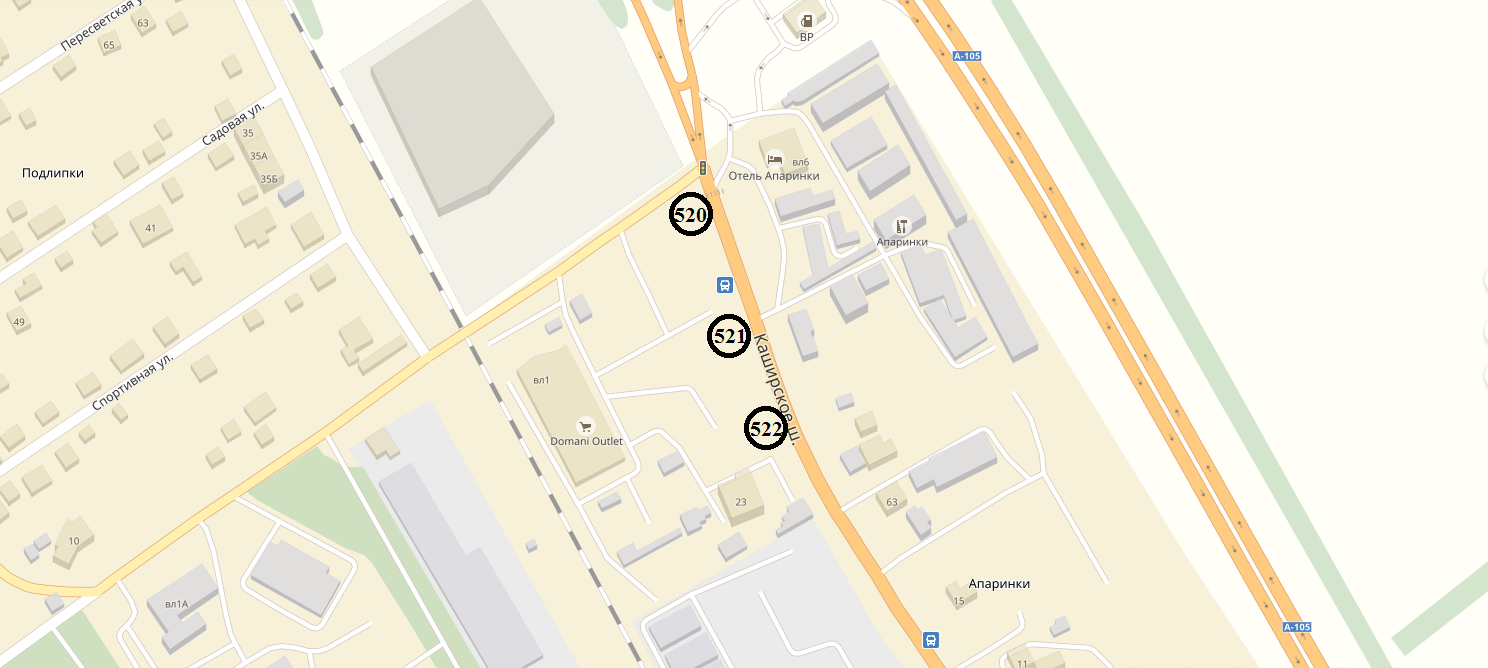 Пересветская у
63
65
BP
А-105
Садовая ул.
35
35А
35Б
Подлипки
вл6
Отель Апаринки
520
41
Апаринки
521
49
Каширское ш.
Спортивная ул.
вл1
Domani Outlet
522
23
63
10
Апаринки
15
вл1А
А-105
11